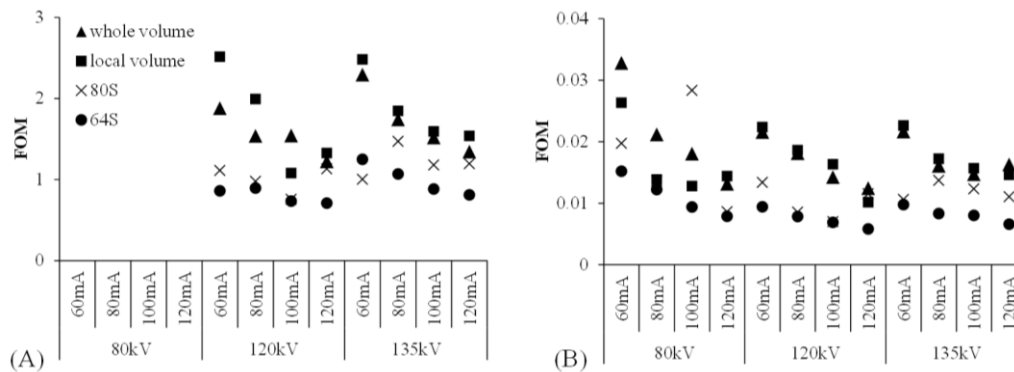 3
2
1
0
FOM
whole volume
local volume
80S
64S
60mA 80mA 100mA 120mA 60mA 80mA 100mA 120mA 60mA 80mA 100mA 120mA
80kV 120kV 135kV
(A)
0.04
0.03
0.02
0.01
0
FOM
60mA 80mA 100mA 120mA 60mA 80mA 100mA 120mA 60mA 80mA 100mA 120mA
80kV 120kV 135kV
(B)